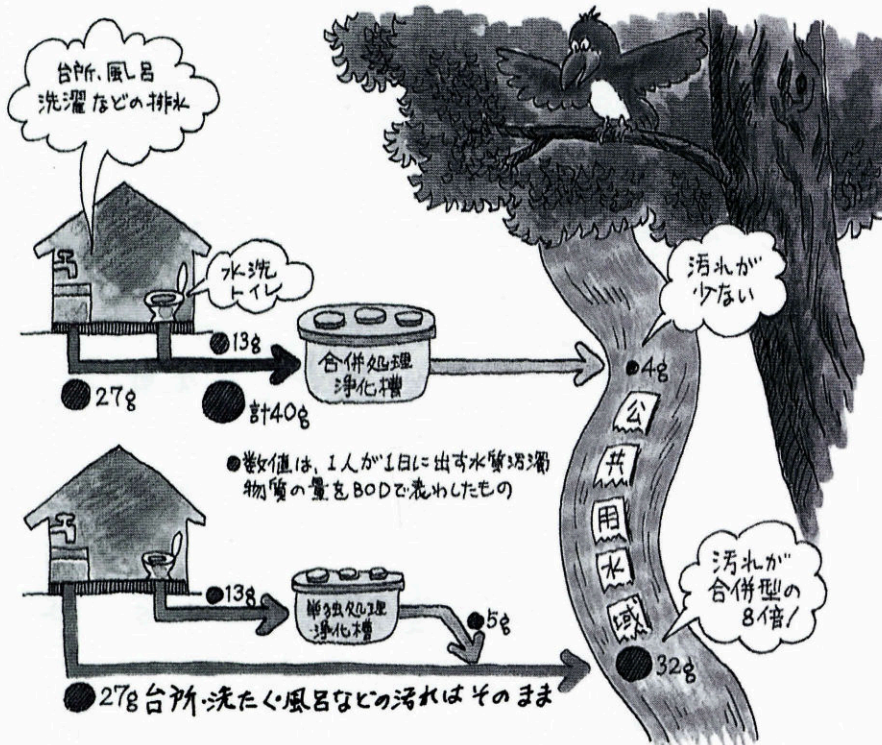 台所、風呂
洗濯などの排水
水洗
トイレ
13g
27g
計40g
合併処理
浄化槽
汚れが
少ない
4g
公
共
用
水
域
●数値は、1人が1日に出す水質汚濁
物質の量をBODで表わしたもの
13g
単独処理
浄化槽
5g
汚れが
合併型の
8倍!
32g
27g 台所・洗たく・風呂などの汚れはそのまま